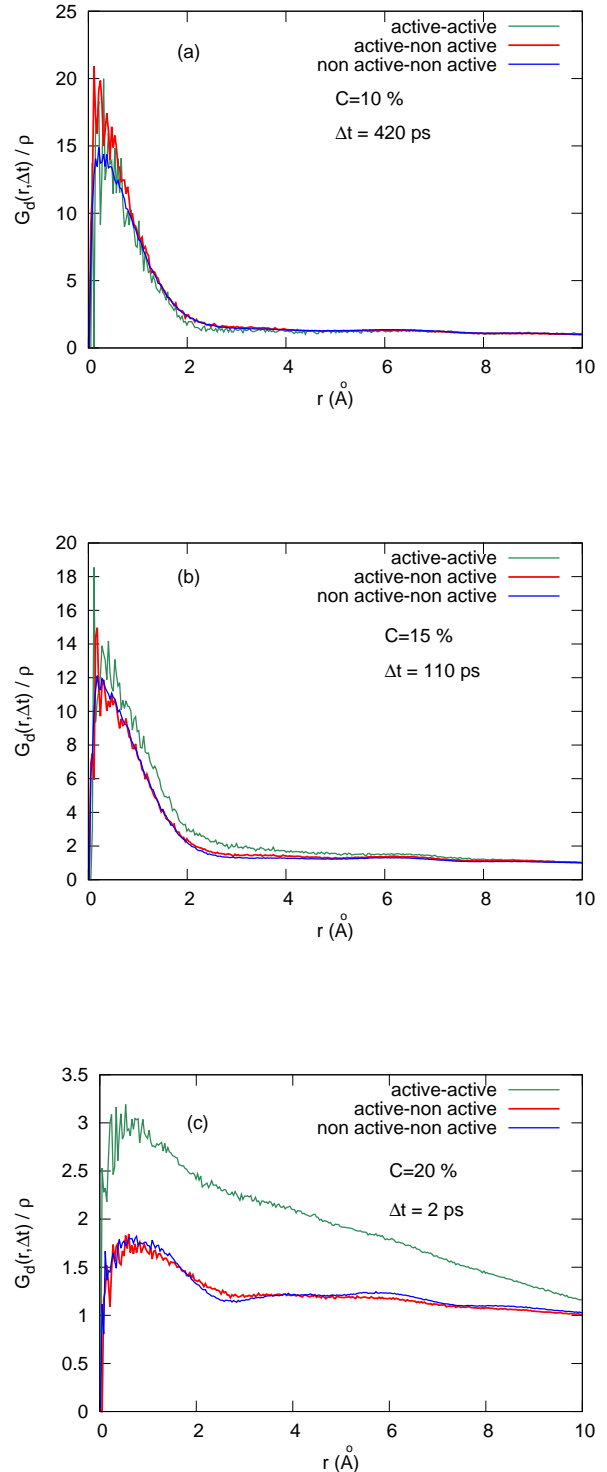 25
20
15
10
5
0
G_d(r,Δt) / ρ
(a)
active-active
active-non active
non active-non active
C=10 %
Δt = 420 ps
0 2 4 6 8 10
r (Å)
20
18
16
14
12
10
8
6
4
2
0
G_d(r,Δt) / ρ
(b)
active-active
active-non active
non active-non active
C=15 %
Δt = 110 ps
0 2 4 6 8 10
r (Å)
3.5
3
2.5
2
1.5
1
0.5
0
G_d(r,Δt) / ρ
(c)
active-active
active-non active
non active-non active
C=20 %
Δt = 2 ps
0 2 4 6 8 10
r (Å)